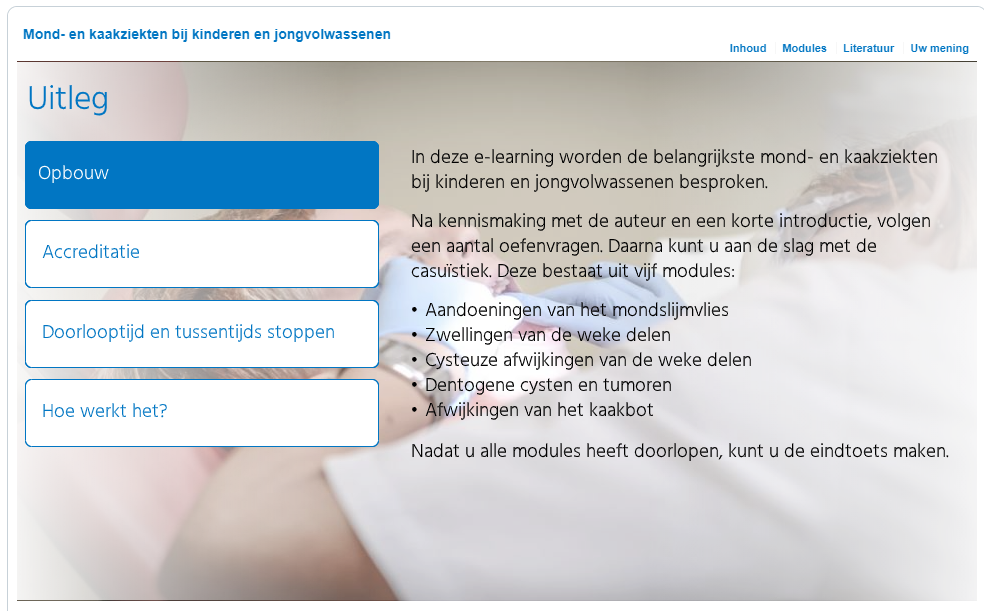 Mond- en kaakziekten bij kinderen en jongvolwassenen
Inhoud Modules Literatuur Uw mening
Uitleg
Opbouw
Accreditatie
Doorlooptijd en tussentijds stoppen
Hoe werkt het?
In deze e-learning worden de belangrijkste mond- en kaakziekten
bij kinderen en jongvolwassenen besproken.
Na kennismaking met de auteur en een korte introductie, volgen
een aantal oefenvragen. Daarna kunt u aan de slag met de
casuïstiek. Deze bestaat uit vijf modules:
• Aandoeningen van het mondslijmvlies
• Zwellingen van de weke delen
• Cysteuze afwijkingen van de weke delen
• Dentogene cysten en tumoren
• Afwijkingen van het kaakbot
Nadat u alle modules heeft doorlopen, kunt u de eindtoets maken.